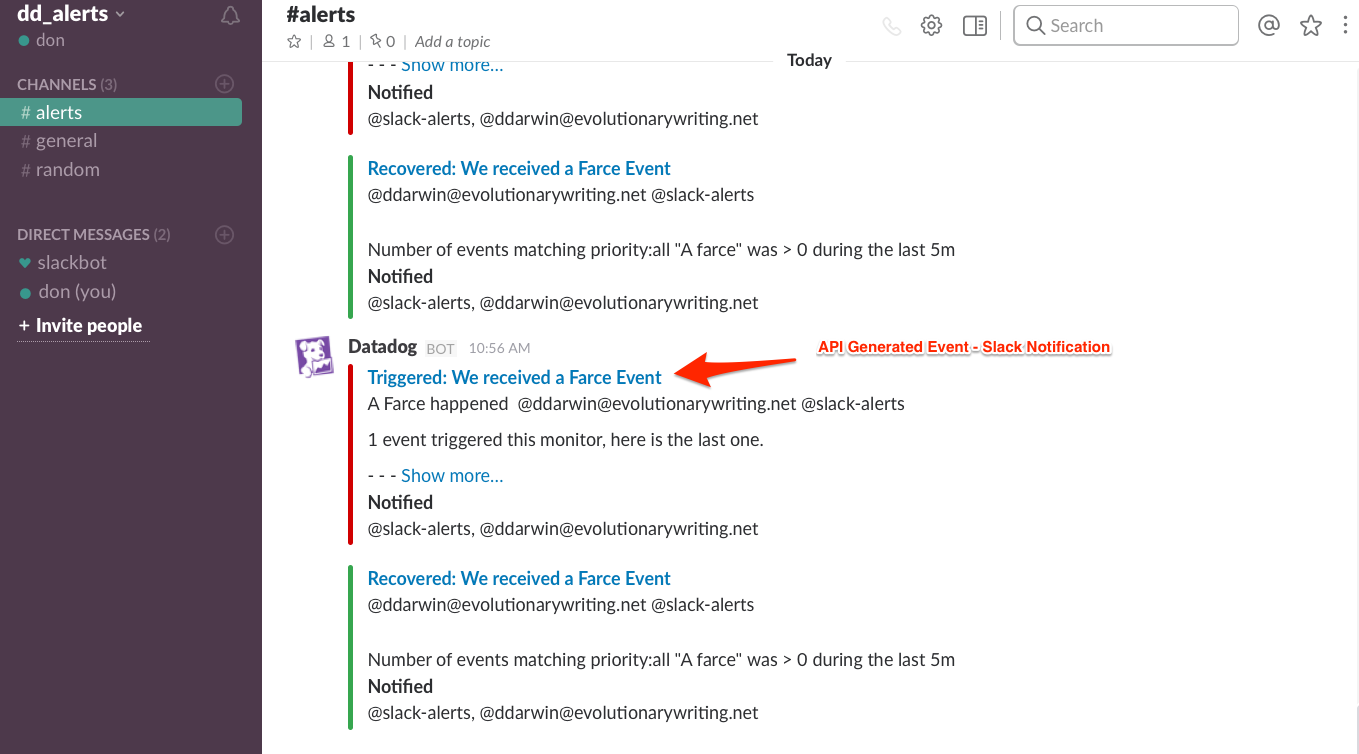 dd_alerts
don
CHANNELS (3)
# alerts
# general
# random
DIRECT MESSAGES (2)
slackbot
don (you)
+ Invite people
#alerts
1 | 0 | Add a topic
Search
Today
- - - Show more...
Notified
@slack-alerts, @ddarwin@evolutionarywriting.net
Recovered: We received a Farce Event
@ddarwin@evolutionarywriting.net @slack-alerts
Number of events matching priority:all "A farce" was > 0 during the last 5m
Notified
@slack-alerts, @ddarwin@evolutionarywriting.net
Datadog BOT 10:56 AM
API Generated Event - Slack Notification
Triggered: We received a Farce Event
A Farce happened @ddarwin@evolutionarywriting.net @slack-alerts
1 event triggered this monitor, here is the last one.
- - - Show more...
Notified
@slack-alerts, @ddarwin@evolutionarywriting.net
Recovered: We received a Farce Event
@ddarwin@evolutionarywriting.net @slack-alerts
Number of events matching priority:all "A farce" was > 0 during the last 5m
Notified
@slack-alerts, @ddarwin@evolutionarywriting.net